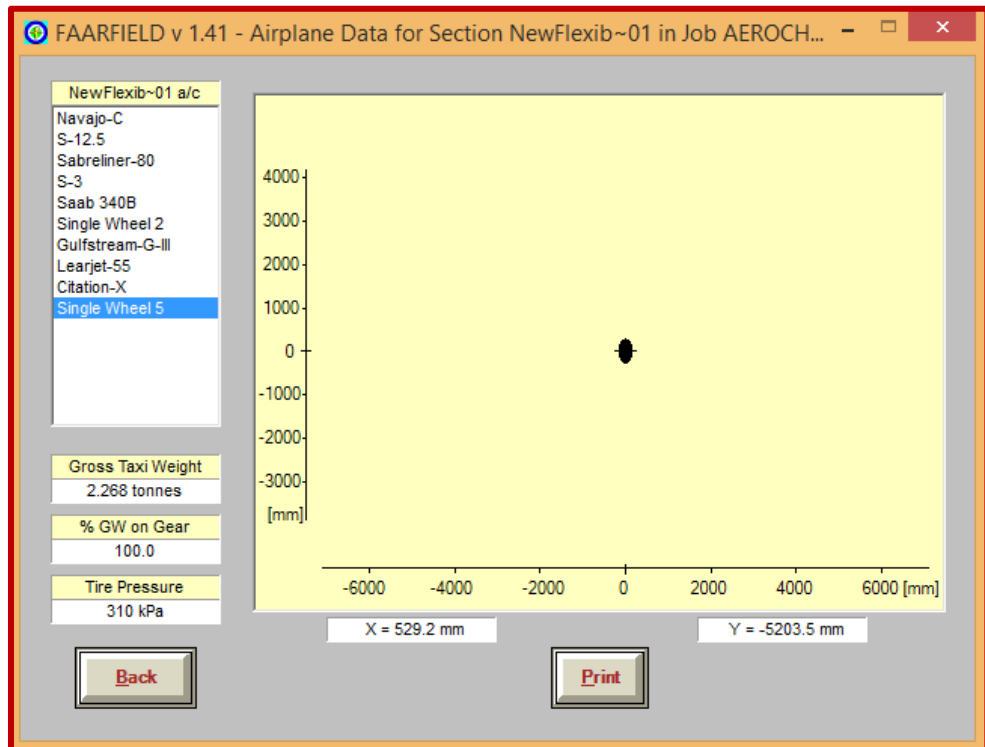 FAARFIELD v 1.41 - Airplane Data for Section NewFlexib~01 in Job AEROCH...
NewFlexib~01 a/c
Navajo-C
S-12.5
Sabreliner-80
S-3
Saab 340B
Single Wheel 2
Gulfstream-G-III
Learjet-55
Citation-X
Single Wheel 5
Gross Taxi Weight
2.268 tonnes
% GW on Gear
100.0
Tire Pressure
310 kPa
4000
3000
2000
1000
0
-1000
-2000
-3000
[mm]
-6000 -4000 -2000 0 2000 4000 6000 [mm]
X = 529.2 mm Y = -5203.5 mm
Back Print